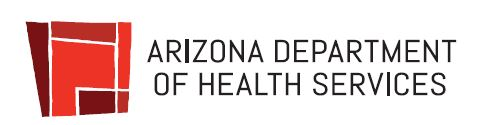 ARIZONA DEPARTMENT
OF HEALTH SERVICES